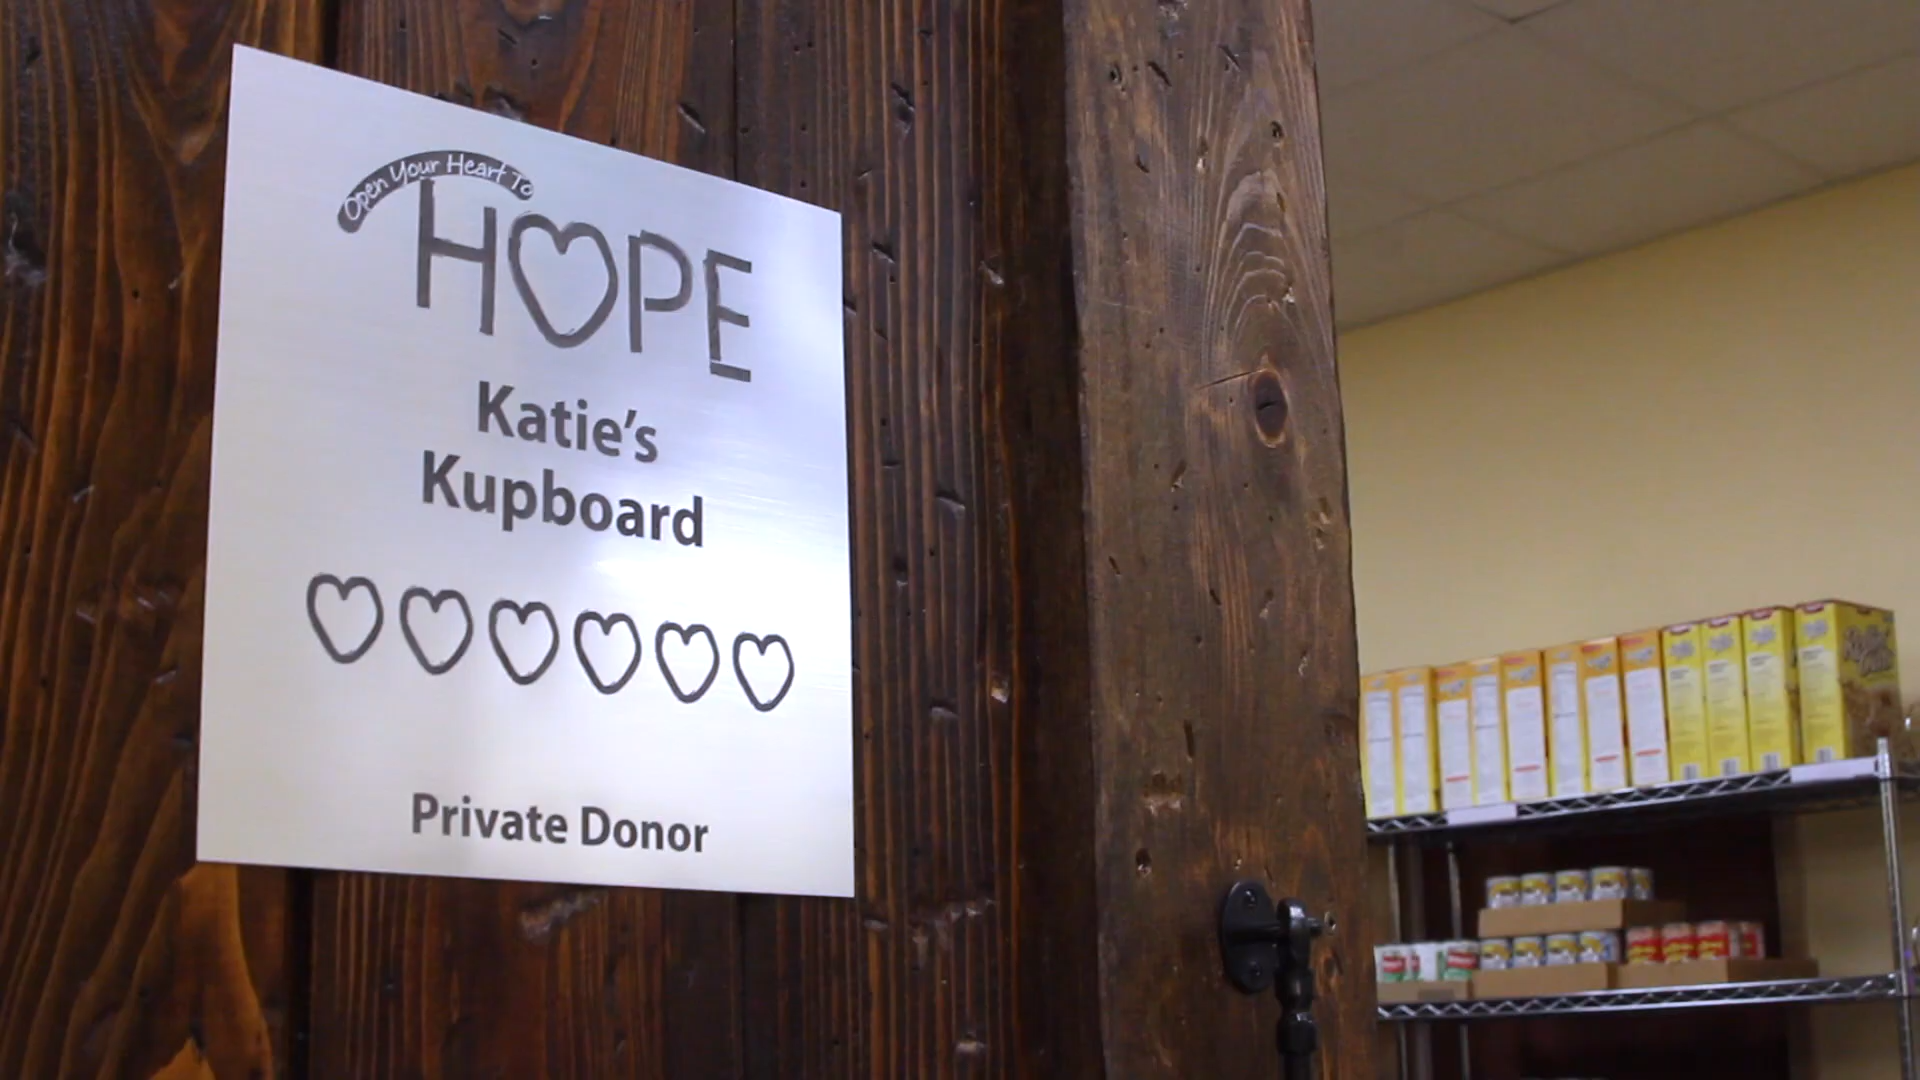 Open Your Heart To
HOPE
Katie's
Kupboard
Private Donor